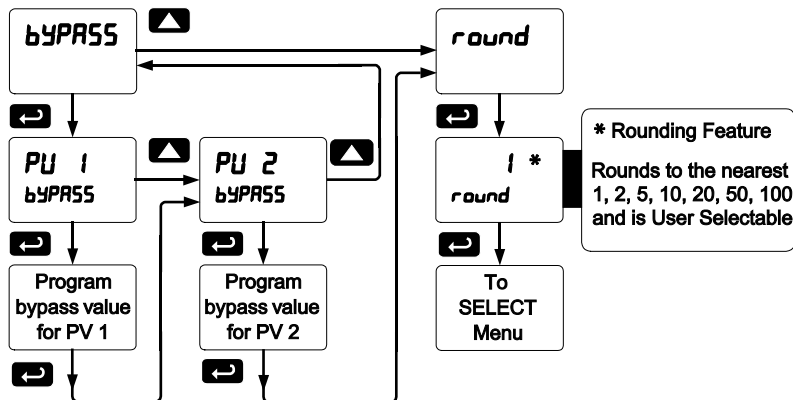 bYPASS
round
PU 1
bYPASS
PU 2
bYPASS
1 *
round
* Rounding Feature
Rounds to the nearest
1, 2, 5, 10, 20, 50, 100
and is User Selectable
Program
bypass value
for PV 1
Program
bypass value
for PV 2
To
SELECT
Menu